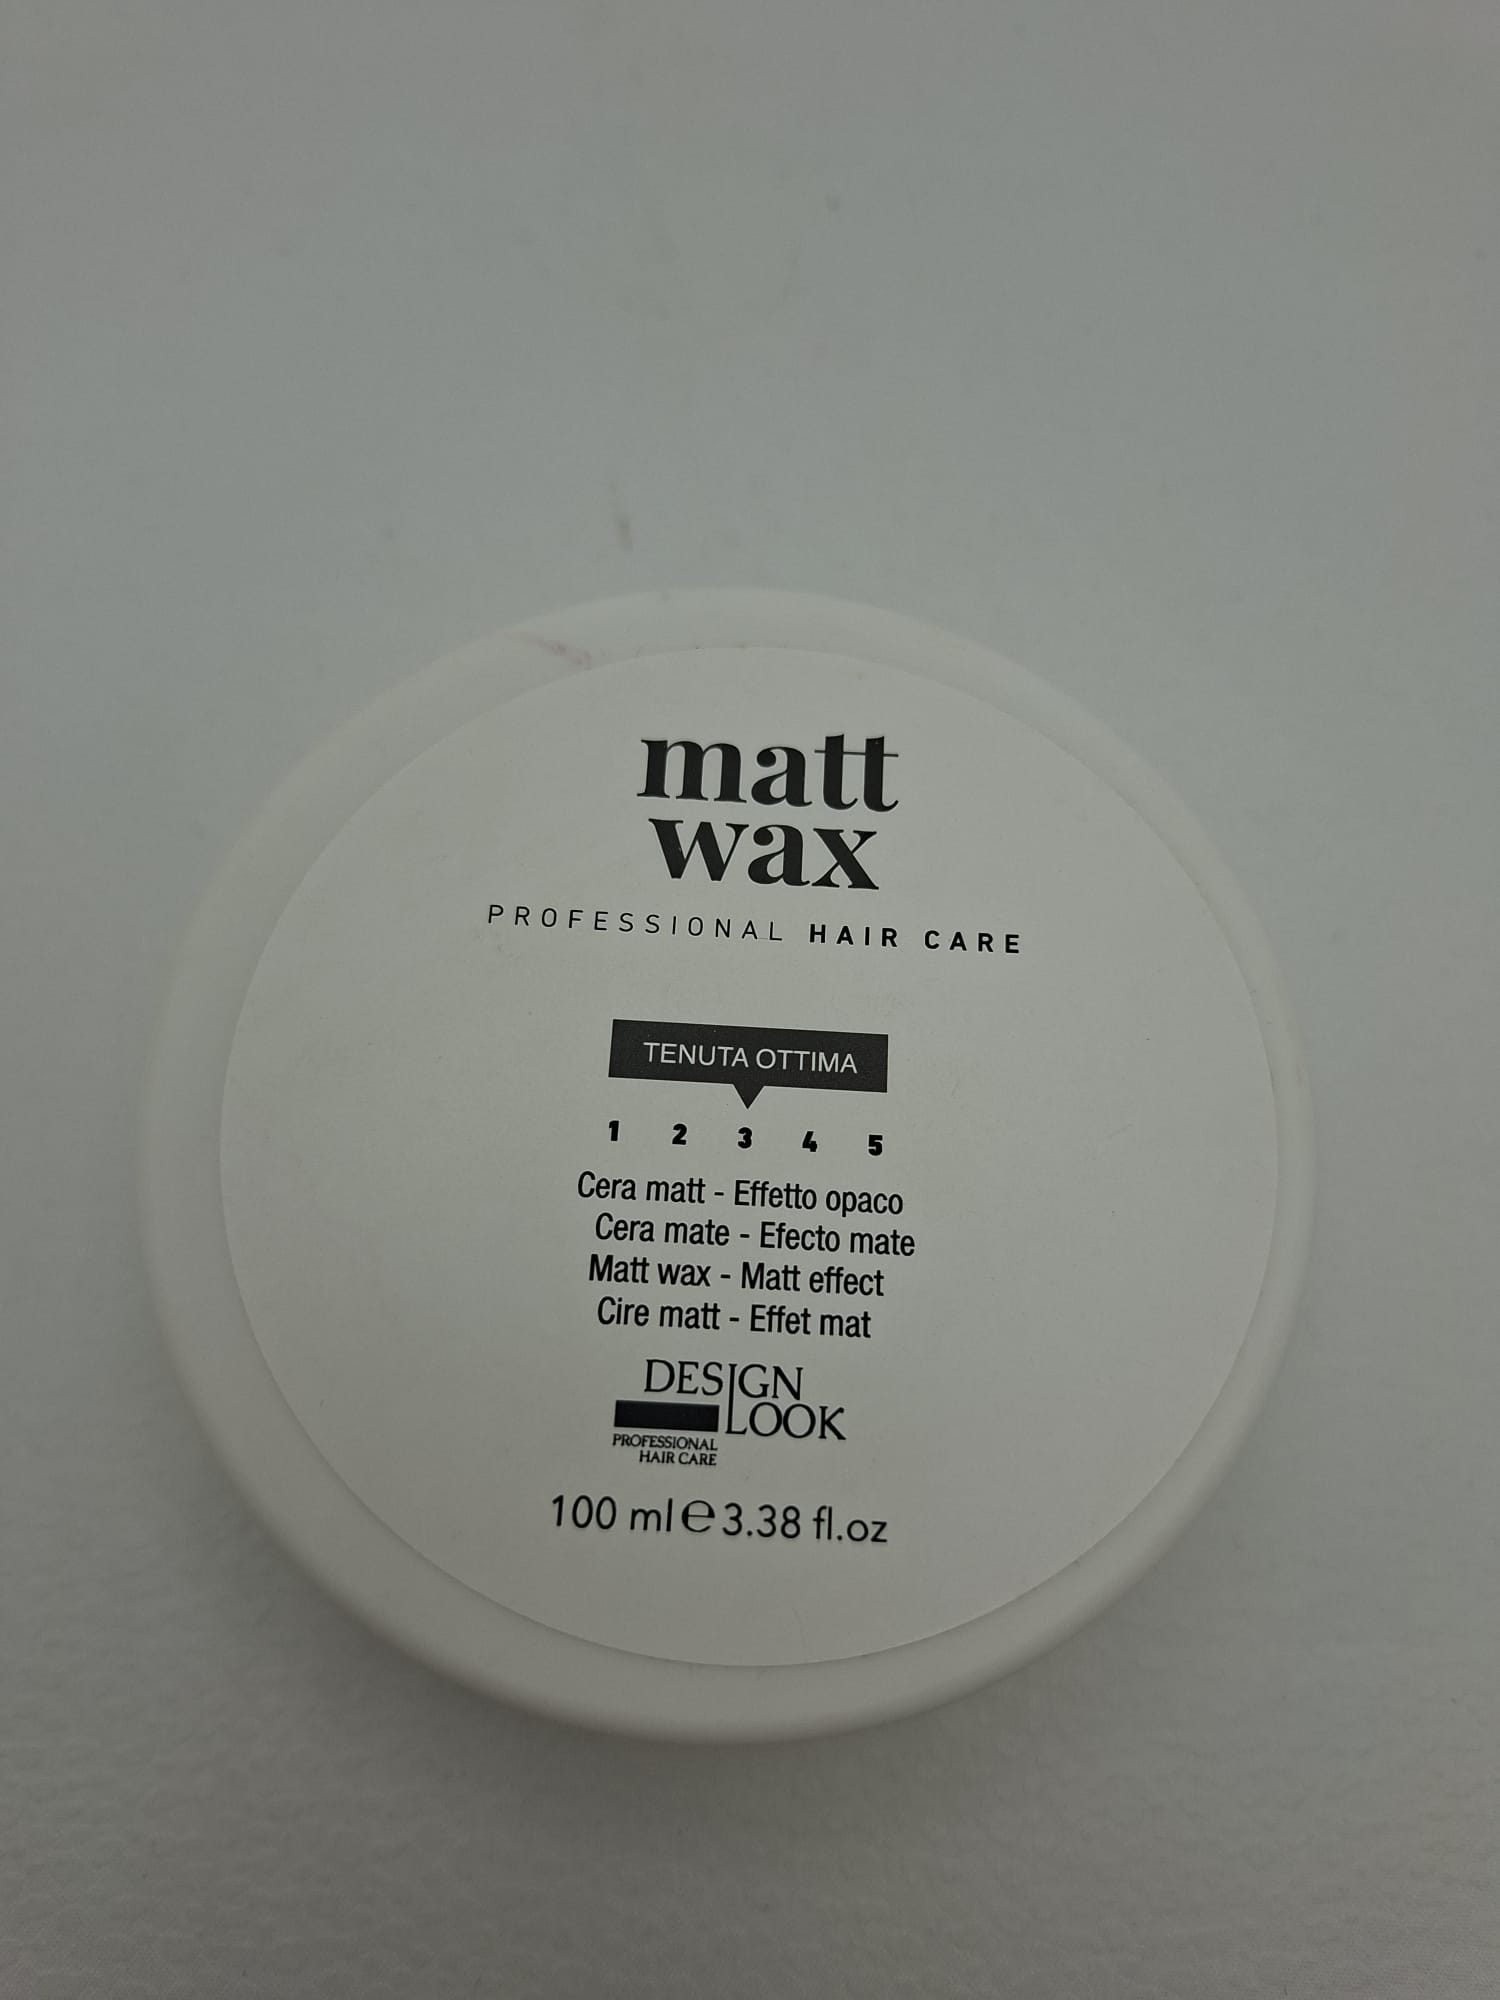 matt
wax
PROFESSIONAL HAIR CARE
TENUTA OTTIMA
1 2 3 4 5
Cera matt - Effetto opaco
Cera mate - Efecto mate
Matt wax - Matt effect
Cire matt - Effet mat
DESIGN
LOOK
PROFESSIONAL
HAIR CARE
100 ml ℮ 3.38 fl.oz